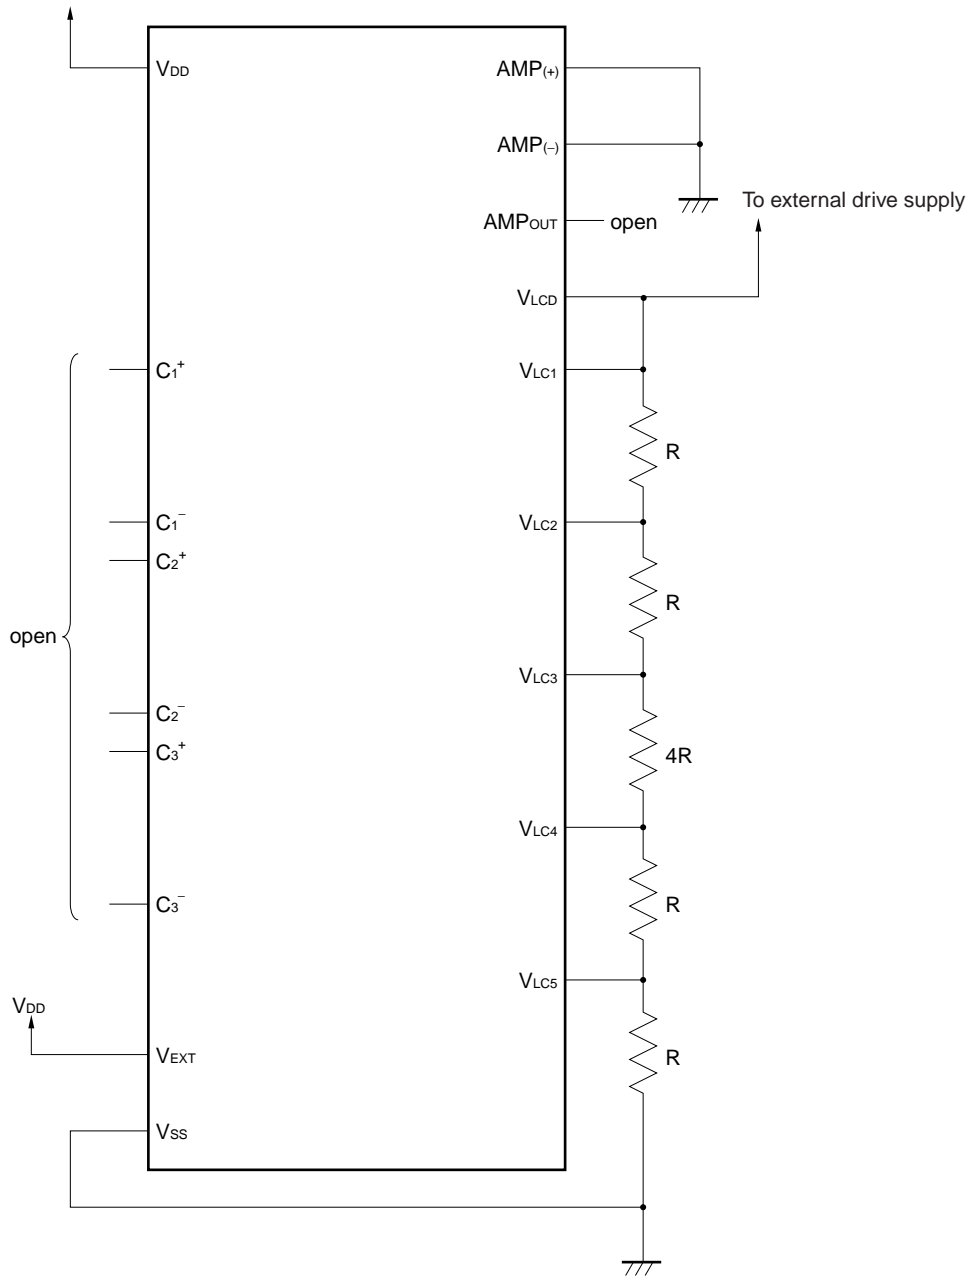 VDD
AMP(+)
AMP(−)
To external drive supply
AMPOUT
open
VLCD
C1+
VLC1
R
C1−
VLC2
C2+
R
open
VLC3
C2−
C3+
4R
VLC4
C3−
R
VLC5
VDD
VEXT
R
VSS